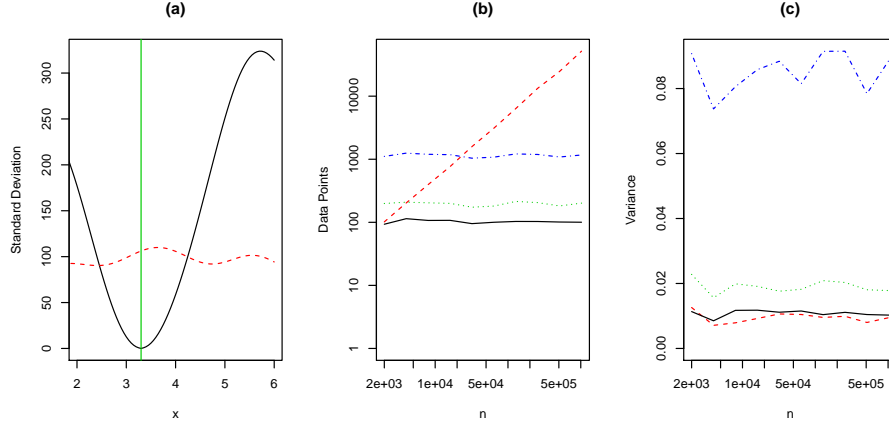 (a)
Standard Deviation
0
50
100
150
200
250
300
2
3
4
5
6
x
(b)
Data Points
1
10
100
1000
10000
2e+03
1e+04
5e+04
5e+05
n
(c)
Variance
0.00
0.02
0.04
0.06
0.08
2e+03
1e+04
5e+04
5e+05
n